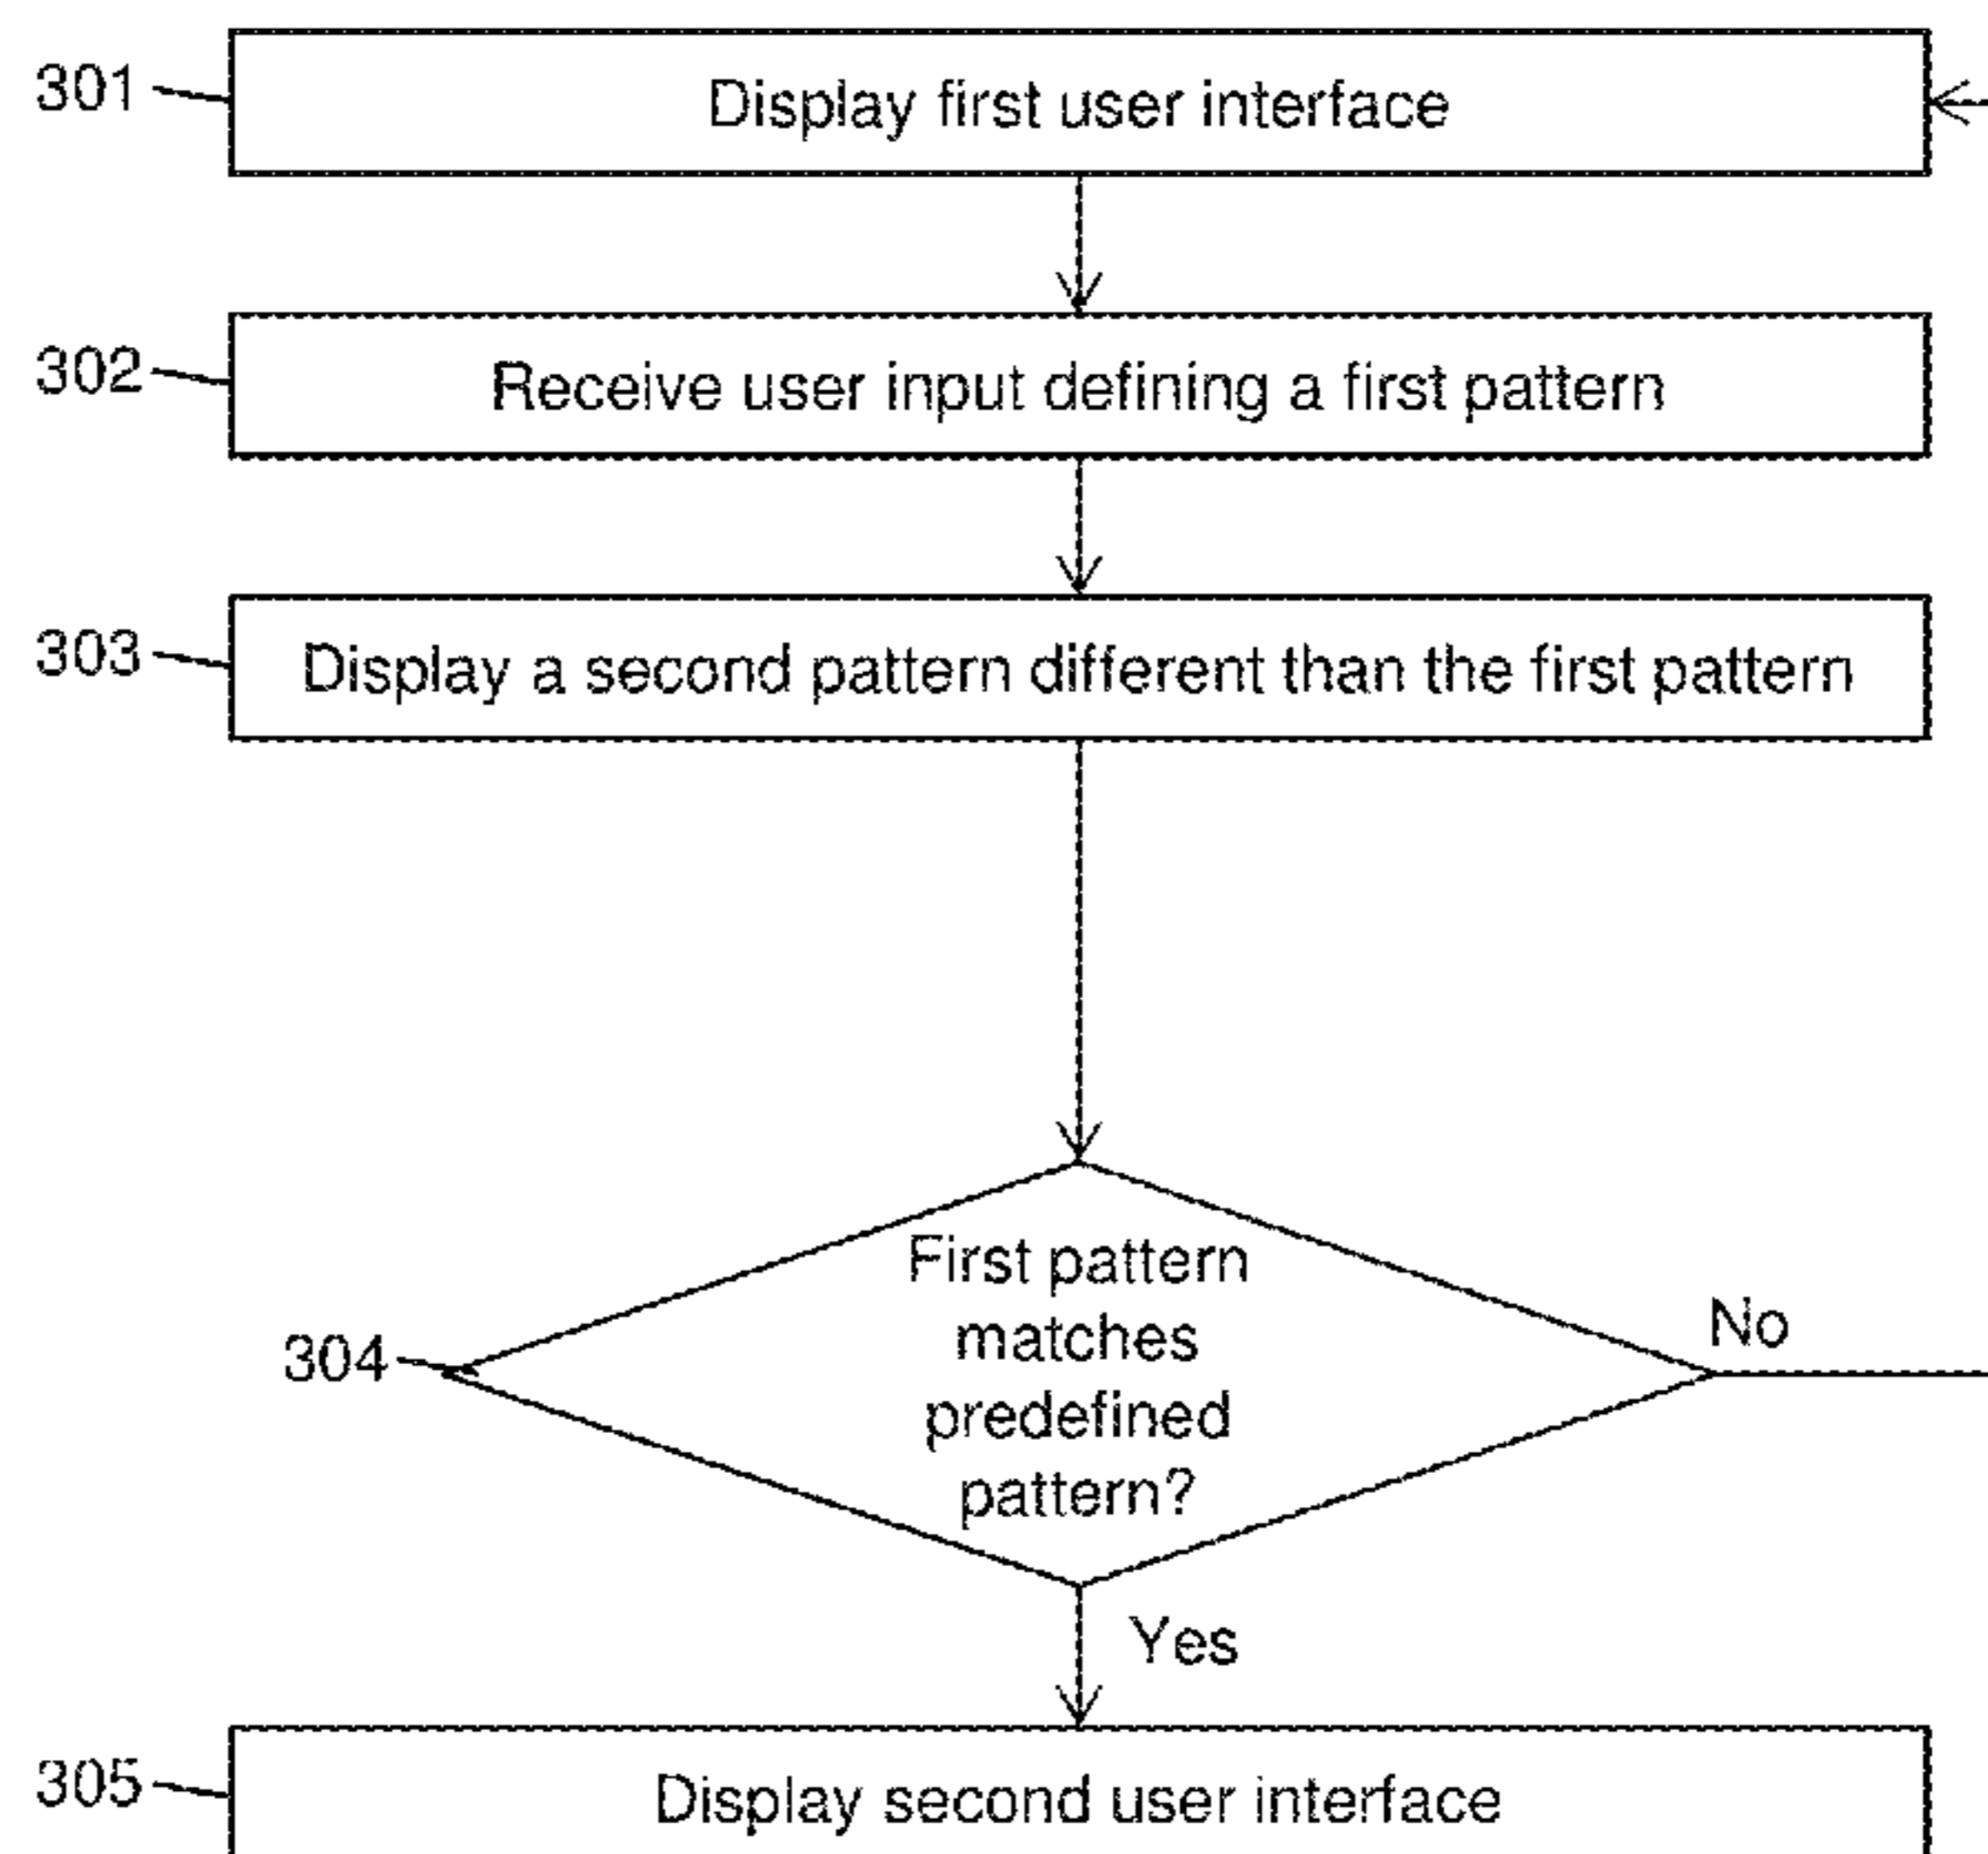 301
Display first user interface
302
Receive user input defining a first pattern
303
Display a second pattern different than the first pattern
304
First pattern
matches
predefined
pattern?
No
Yes
305
Display second user interface